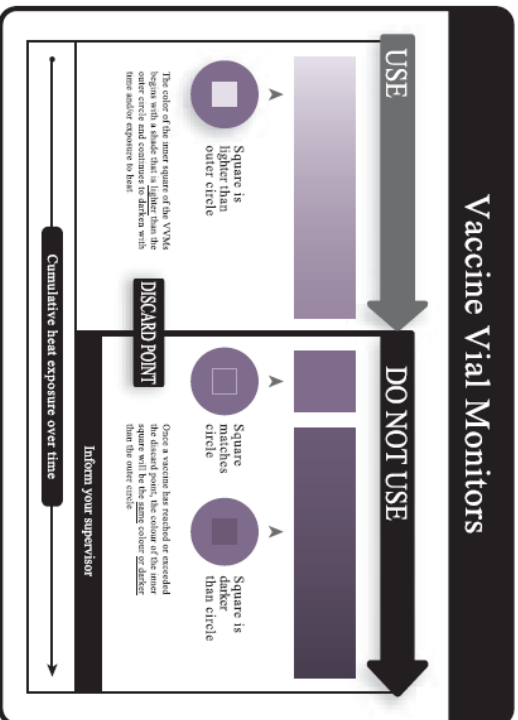 Vaccine Vial Monitors
USE
DO NOT USE
Square is
lighter than
outer circle
Square
matches
circle
Square is
darker
than circle
The color of the inner square of the VVMs
begins with a shade that is lighter than the
outer circle and continues to darken with
time and/or exposure to heat
DISCARD POINT
Once a vaccine has reached or exceeded
the discard point, the colour of the inner
square will be the same colour or darker
than the outer circle
Inform your supervisor
Cumulative heat exposure over time